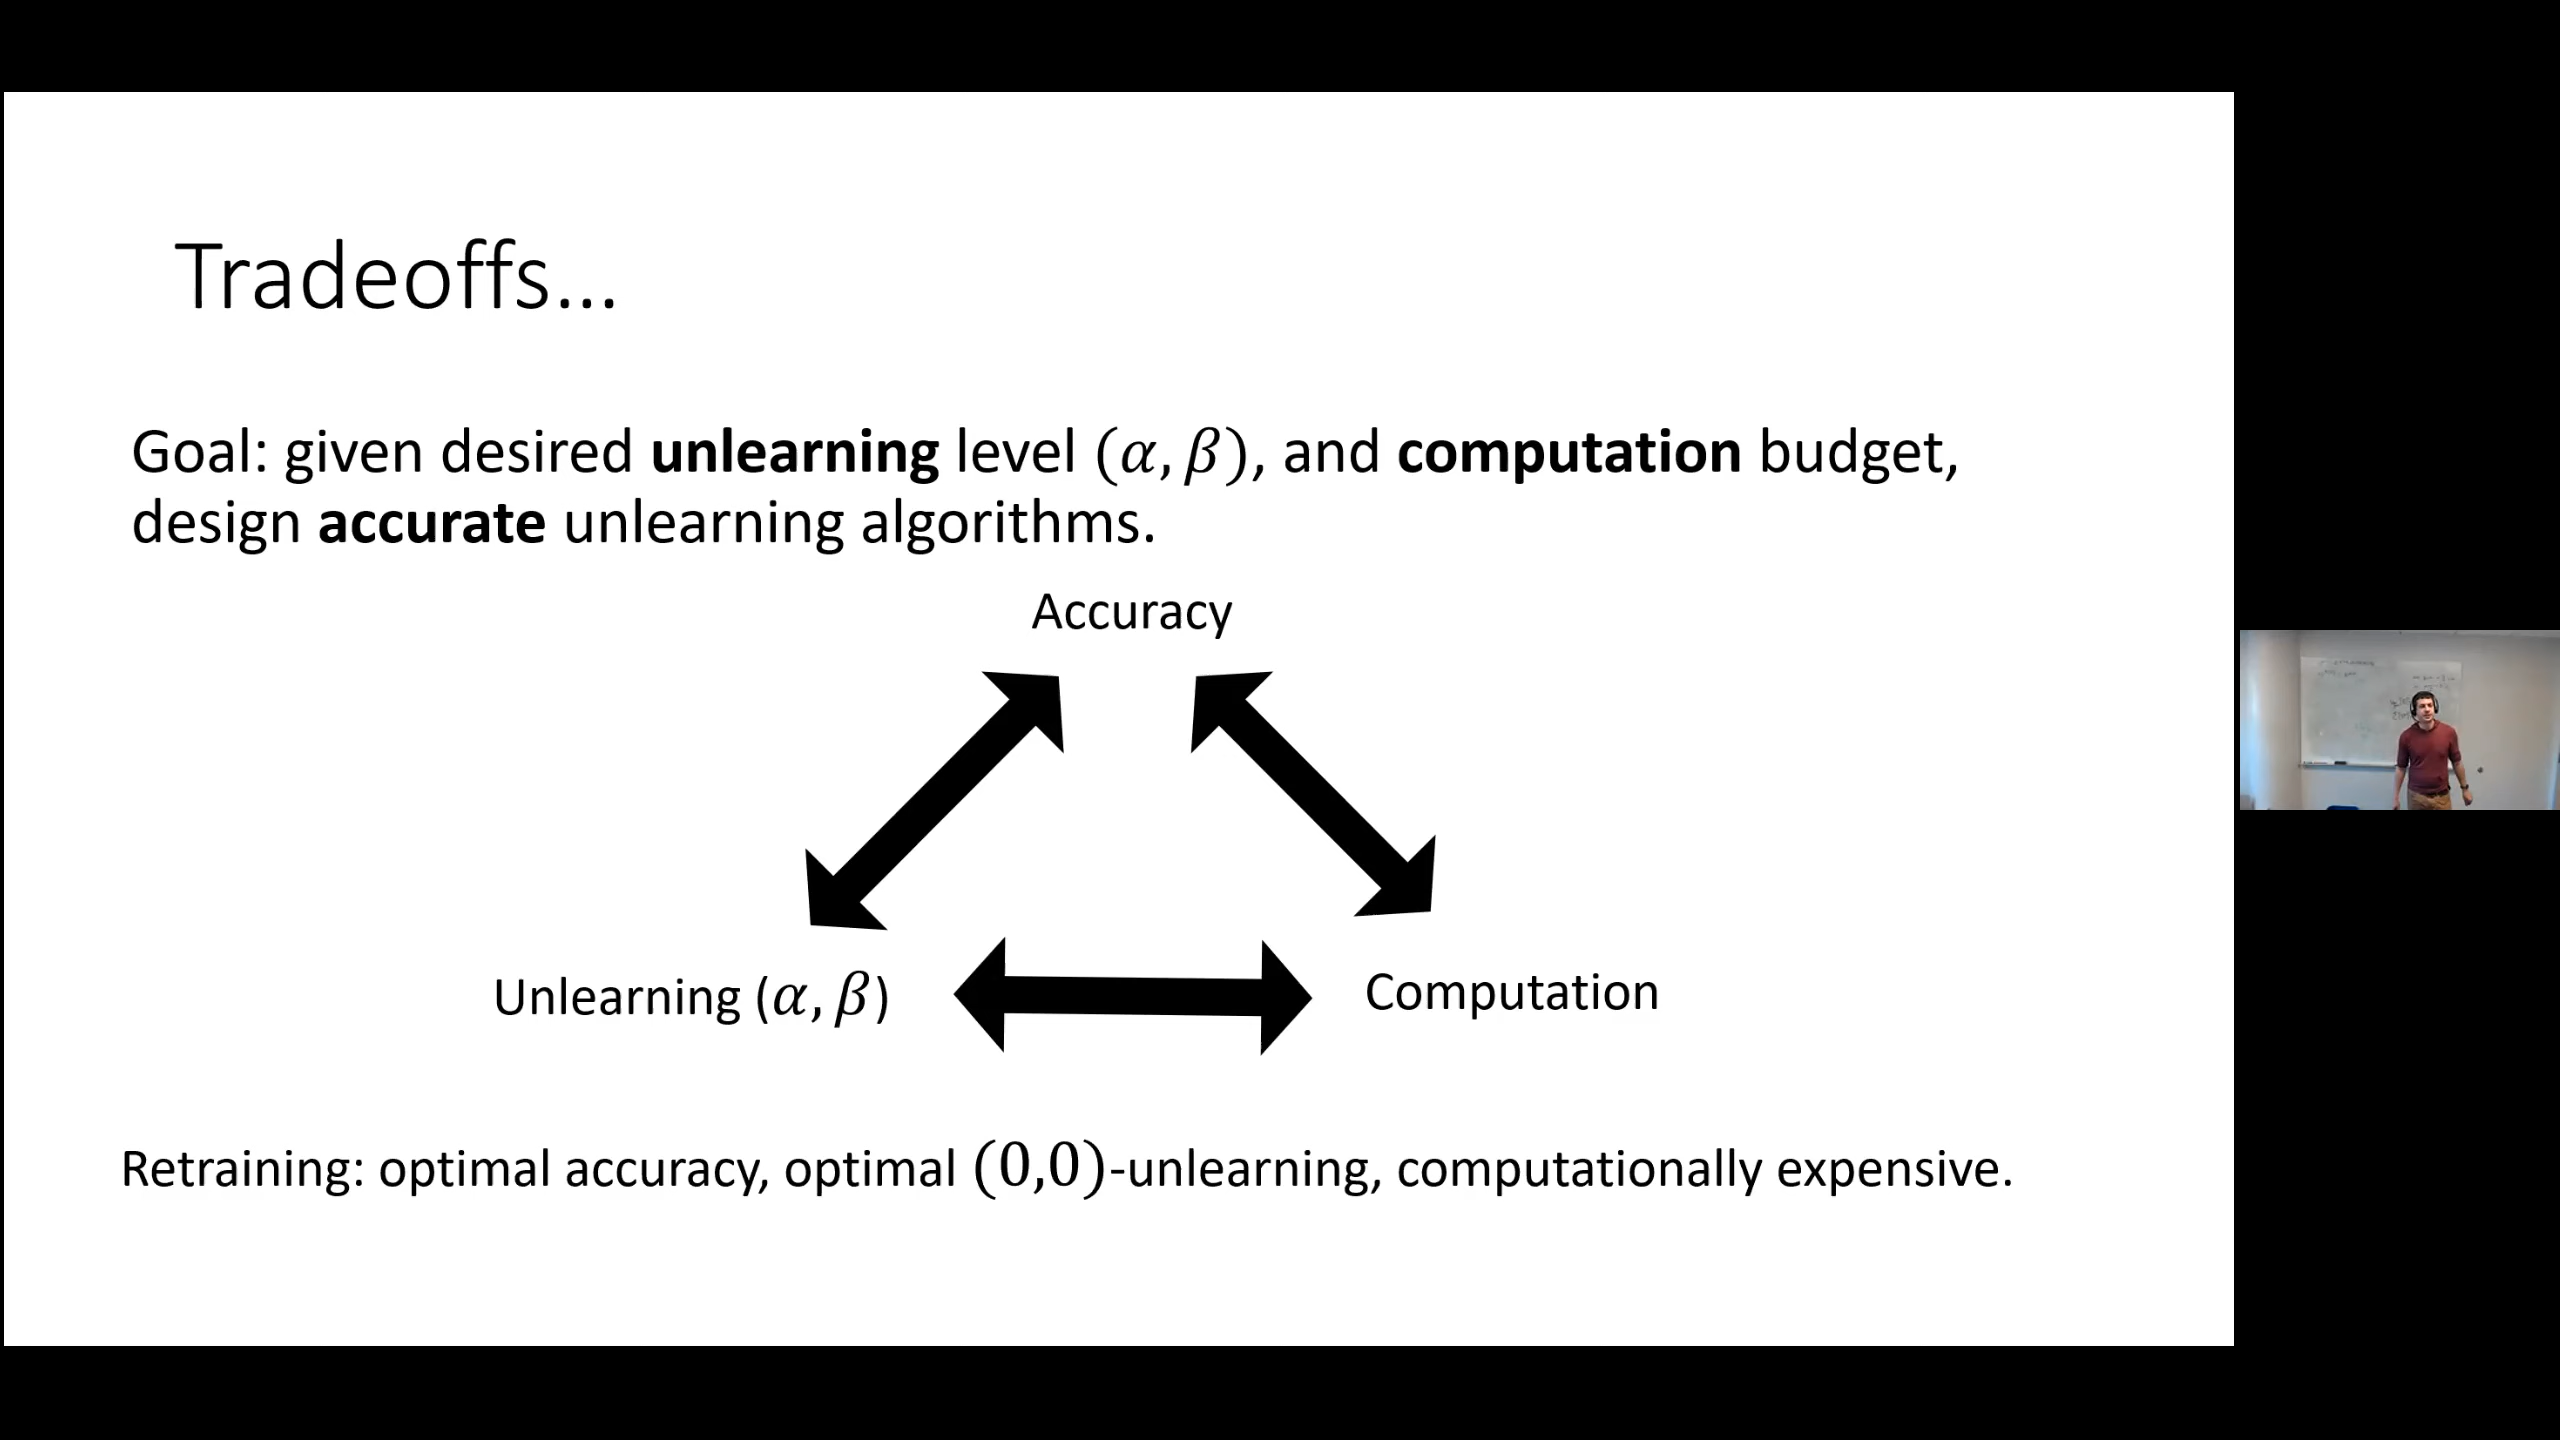 Tradeoffs...
Goal: given desired unlearning level (α, β), and computation budget,
design accurate unlearning algorithms.
Accuracy
Unlearning (α, β)
Computation
Retraining: optimal accuracy, optimal (0,0)-unlearning, computationally expensive.